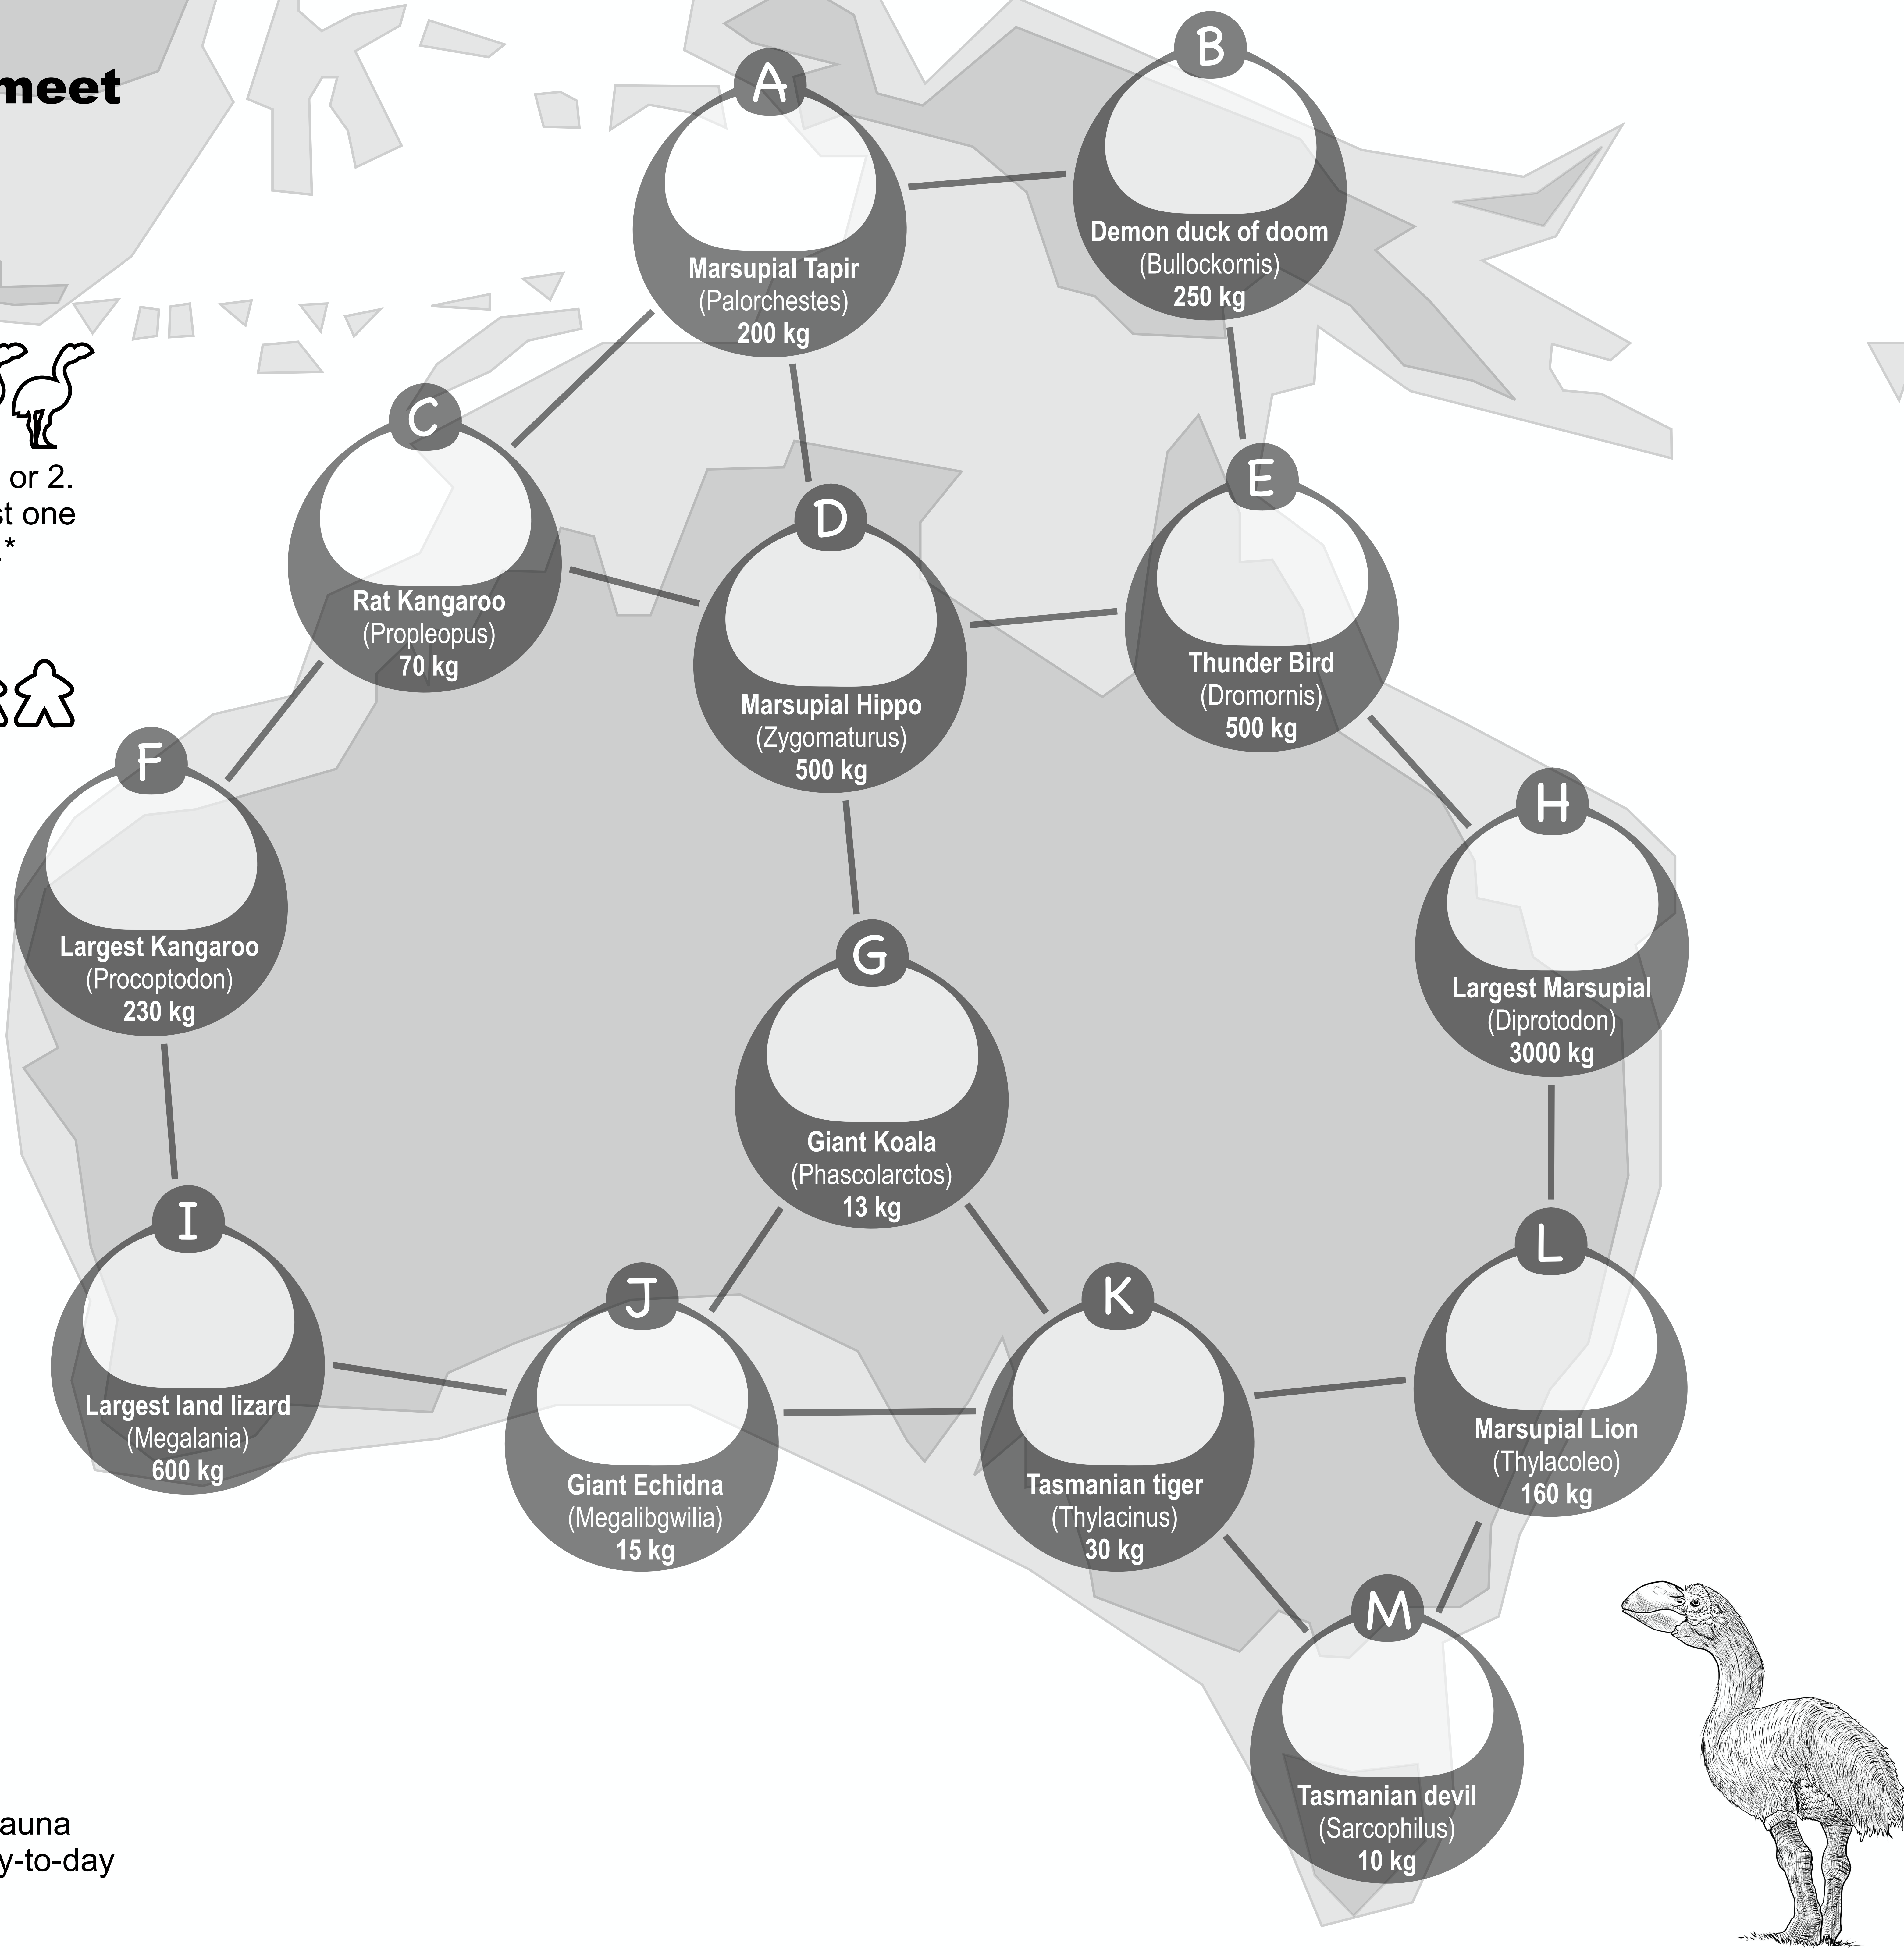 meet
or 2.
st one
.*
auna
y-to-day
A
Marsupial Tapir
(Palorchestes)
200 kg
B
Demon duck of doom
(Bullockornis)
250 kg
C
Rat Kangaroo
(Propleopus)
70 kg
D
Marsupial Hippo
(Zygomaturus)
500 kg
E
Thunder Bird
(Dromornis)
500 kg
F
Largest Kangaroo
(Procoptodon)
230 kg
G
Giant Koala
(Phascolarctos)
13 kg
H
Largest Marsupial
(Diprotodon)
3000 kg
I
Largest land lizard
(Megalania)
600 kg
J
Giant Echidna
(Megalibgwilia)
15 kg
K
Tasmanian tiger
(Thylacinus)
30 kg
L
Marsupial Lion
(Thylacoleo)
160 kg
M
Tasmanian devil
(Sarcophilus)
10 kg